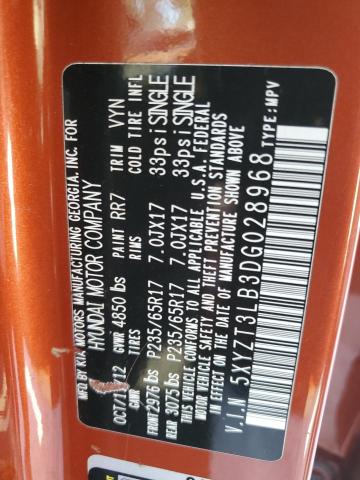 MFD BY KIA MOTORS MANUFACTURING GEORGIA, INC. FOR
HYUNDAI MOTOR COMPANY
OCT/ /12 GVWR 4850 lbs PAINT RR7 TRIM VYN
GAWR TIRES RIMS COLD TIRE INFL
FRONT 2976 lbs P235/65R17 7.0JX17 33psi SINGLE
REAR 3075 lbs P235/65R17 7.0JX17 33psi SINGLE
THIS VEHICLE CONFORMS TO ALL APPLICABLE U.S.A. FEDERAL
MOTOR VEHICLE SAFETY AND THEFT PREVENTION STANDARDS
IN EFFECT ON THE DATE OF MANUFACTURE SHOWN ABOVE.
V.I.N 5XYZT3LB3DG028968 TYPE:MPV